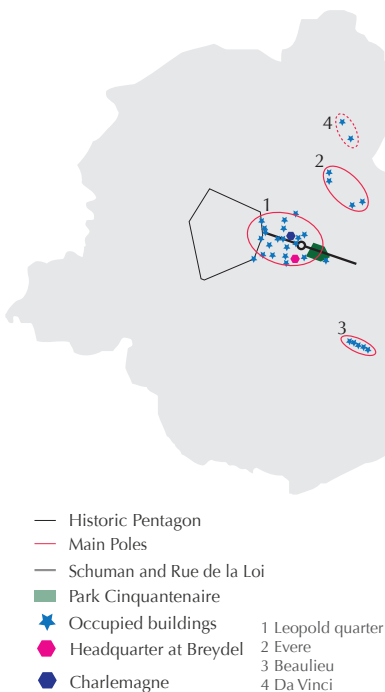 4
2
1
3
Historic Pentagon
Main Poles
Schuman and Rue de la Loi
Park Cinquantenaire
Occupied buildings
Headquarter at Breydel
Charlemagne
1 Leopold quarter
2 Evere
3 Beaulieu
4 Da Vinci